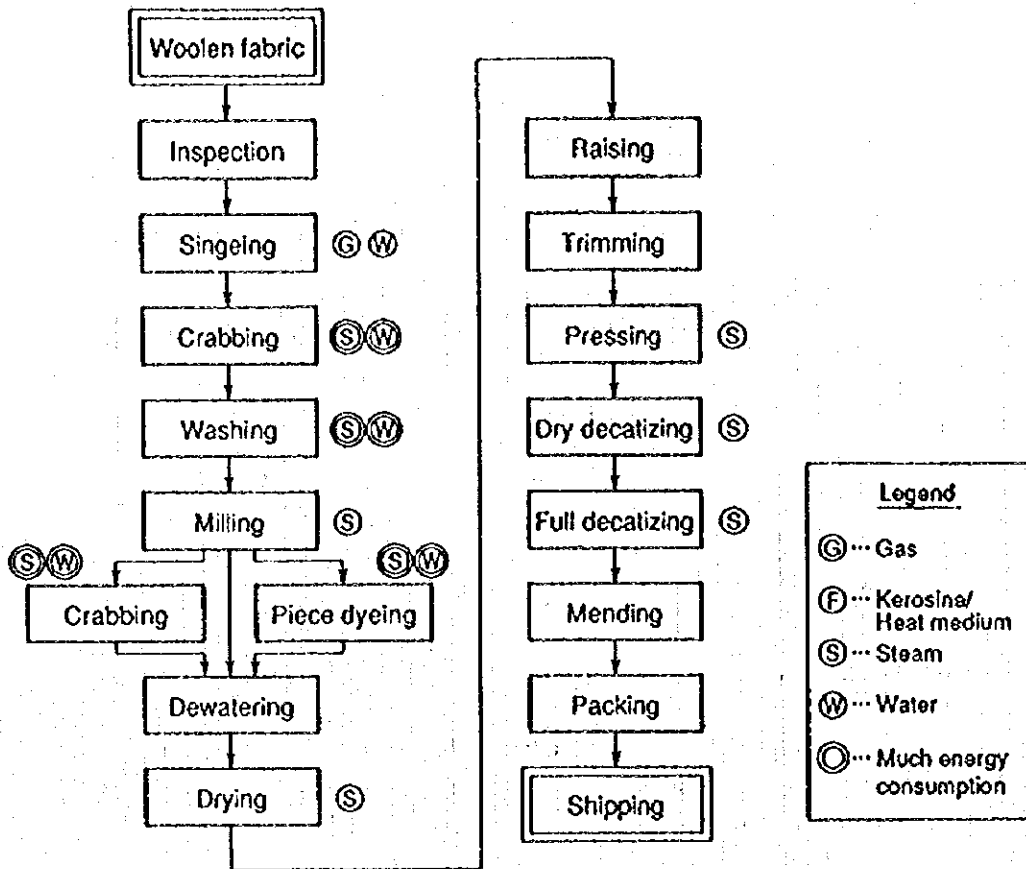 Woolen fabric
Inspection
Singeing
G W
Crabbing
S W
Washing
S W
Milling
S
S W
Crabbing
S W
Piece dyeing
Dewatering
Drying
S
Raising
Trimming
Pressing
S
Dry decatizing
S
Full decatizing
S
Mending
Packing
Shipping
Legend
G ... Gas
F ... Kerosina/
Heat medium
S ... Steam
W ... Water
... Much energy
consumption